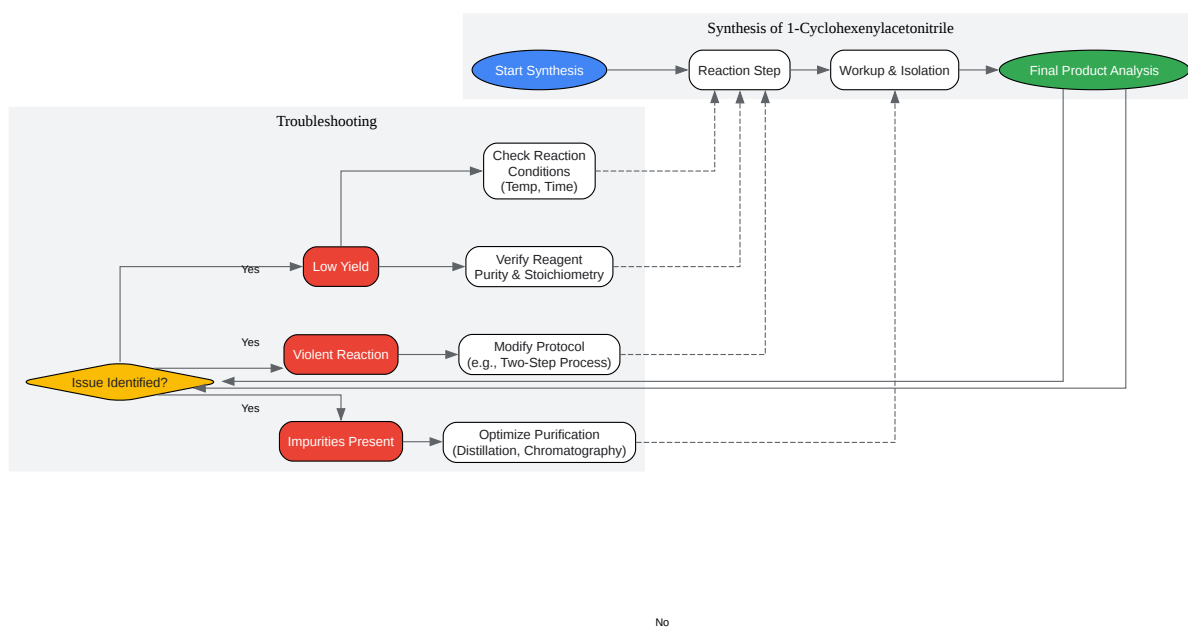 Synthesis of 1-Cyclohexenylacetonitrile
Start Synthesis
Reaction Step
Workup & Isolation
Final Product Analysis
Troubleshooting
Check Reaction
Conditions
(Temp, Time)
Yes
Low Yield
Verify Reagent
Purity & Stoichiometry
Yes
Violent Reaction
Modify Protocol
(e.g., Two-Step Process)
Issue Identified?
Yes
Impurities Present
Optimize Purification
(Distillation, Chromatography)
No